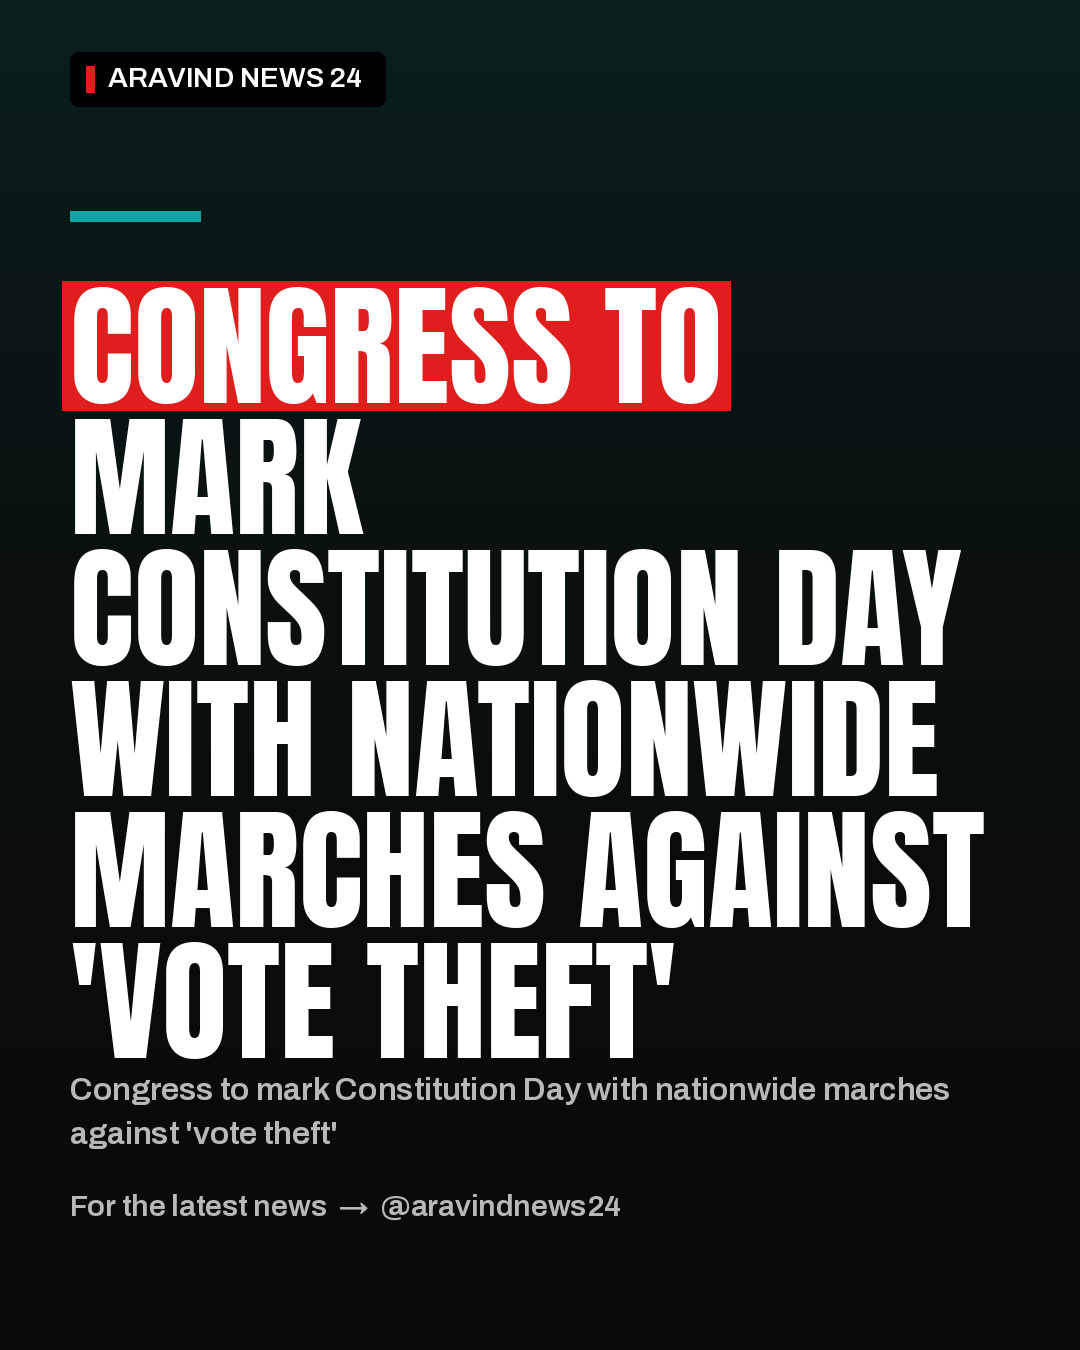 ARAVIND NEWS 24
CONGRESS TO
MARK
CONSTITUTION DAY
WITH NATIONWIDE
MARCHES AGAINST
'VOTE THEFT'
Congress to mark Constitution Day with nationwide marches
against 'vote theft'
For the latest news → @aravindnews24